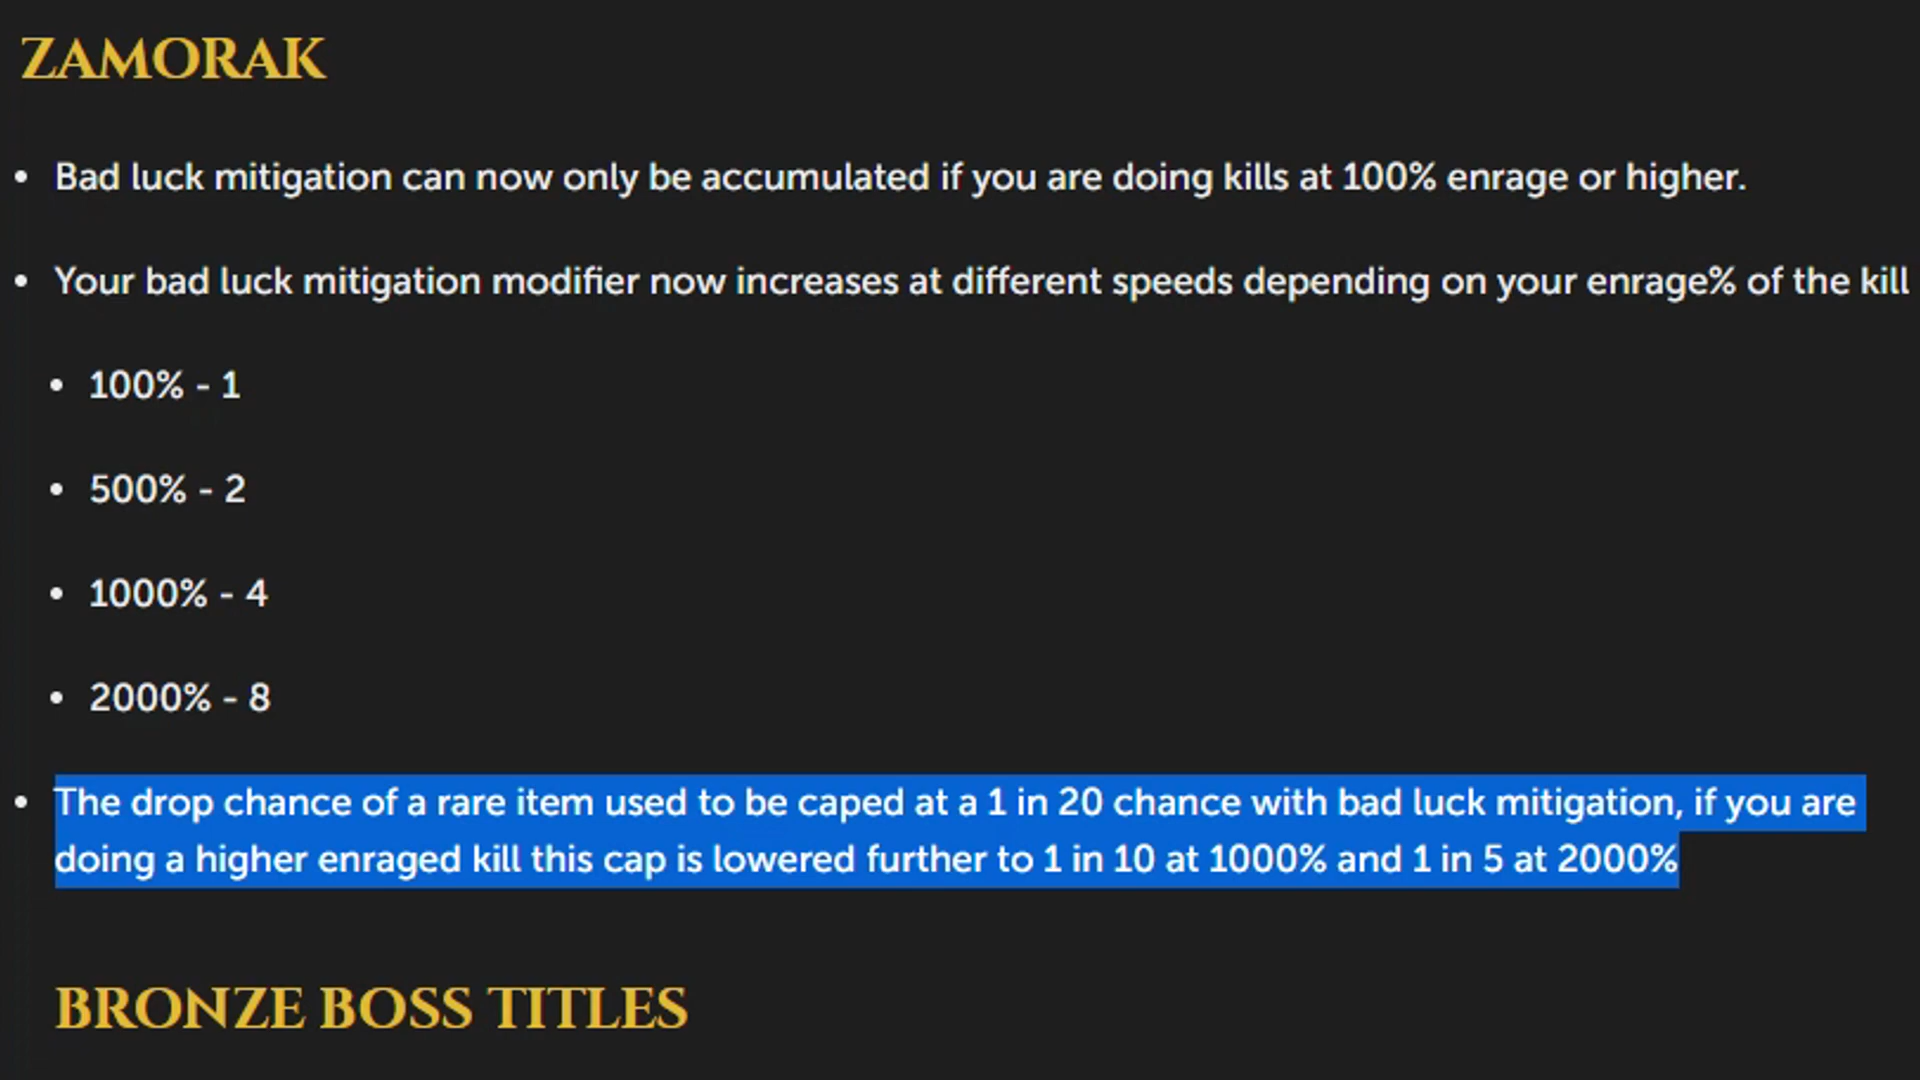 ZAMORAK
• Bad luck mitigation can now only be accumulated if you are doing kills at 100% enrage or higher.
• Your bad luck mitigation modifier now increases at different speeds depending on your enrage% of the kill
• 100% - 1
• 500% - 2
• 1000% - 4
• 2000% - 8
• The drop chance of a rare item used to be caped at a 1 in 20 chance with bad luck mitigation, if you are
doing a higher enraged kill this cap is lowered further to 1 in 10 at 1000% and 1 in 5 at 2000%
BRONZE BOSS TITLES